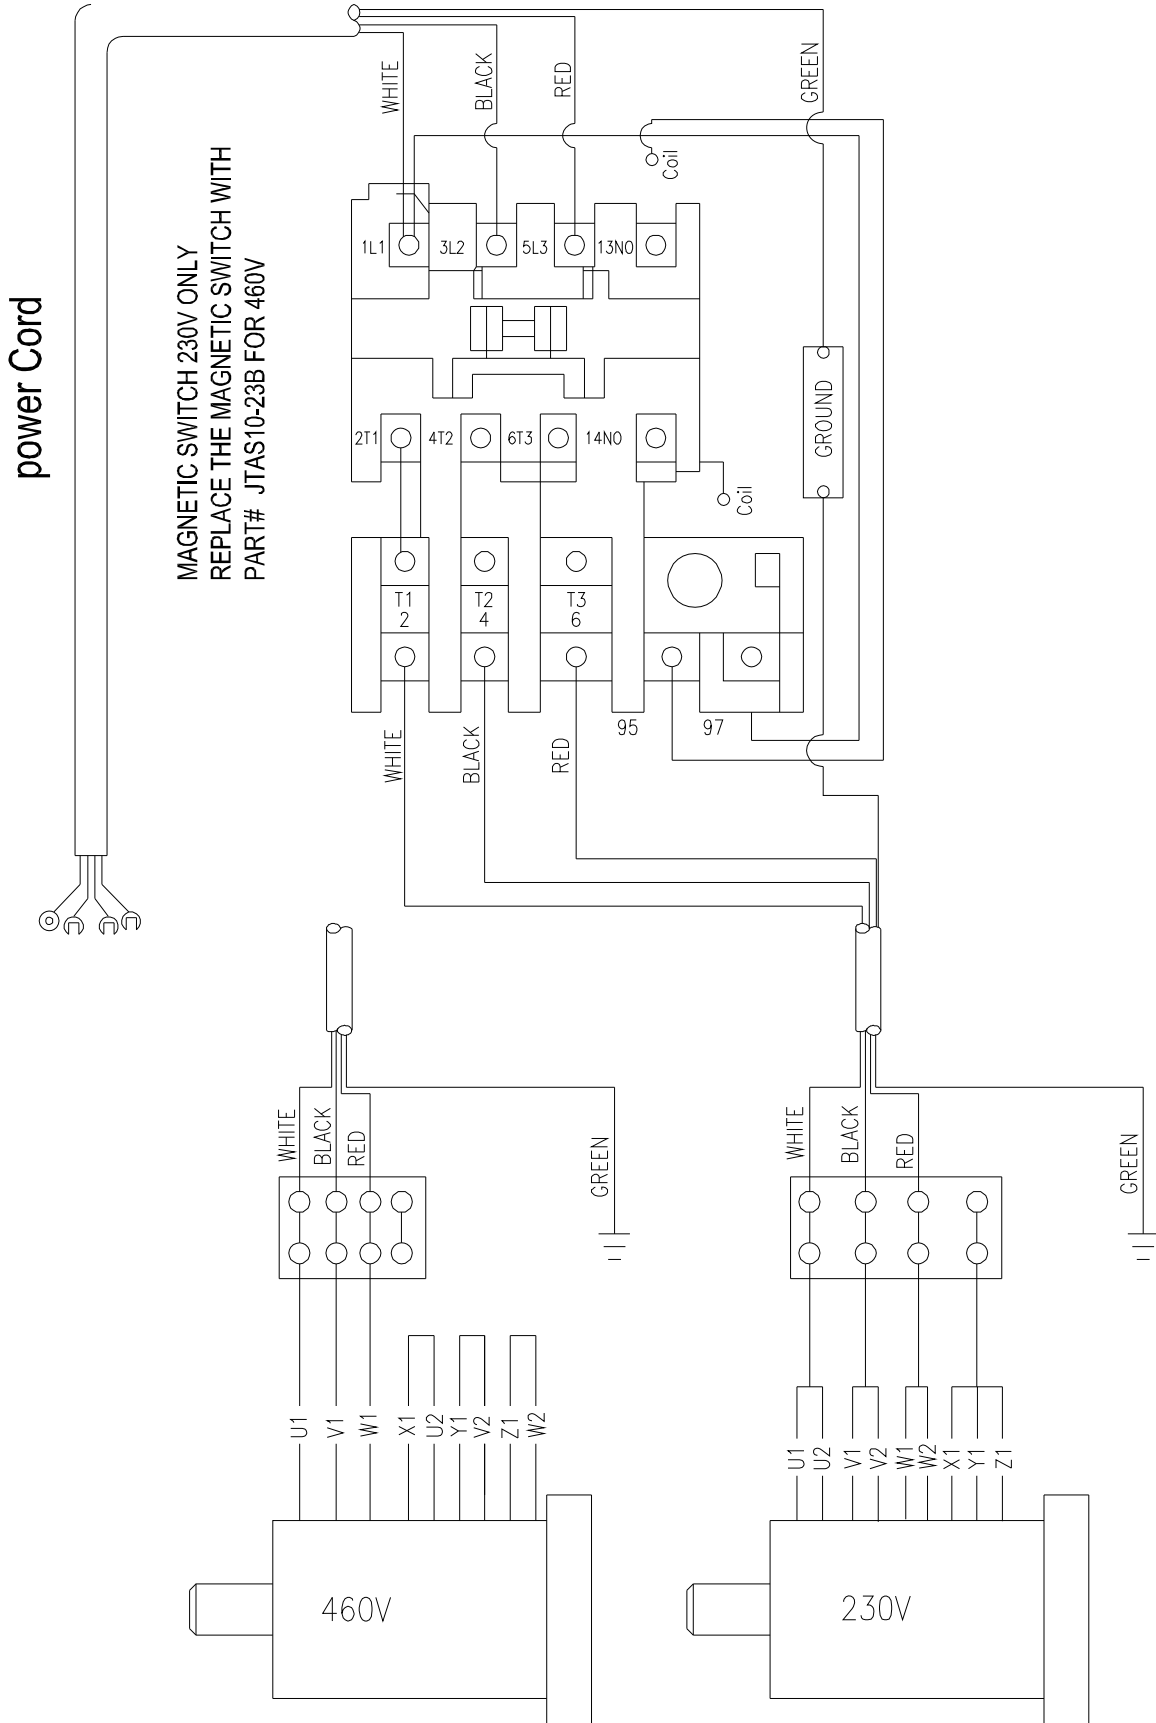 power Cord
MAGNETIC SWITCH 230V ONLY
REPLACE THE MAGNETIC SWITCH WITH
PART# JTAS10-23B FOR 460V
WHITE
BLACK
RED
GREEN
Coil
1L1
3L2
5L3
13NO
GROUND
2T1
4T2
6T3
14NO
Coil
T1
2
T2
4
T3
6
95
97
WHITE
BLACK
RED
WHITE
BLACK
RED
GREEN
WHITE
BLACK
RED
GREEN
U1
V1
W1
X1
U2
Y1
V2
Z1
W2
U1
U2
V1
V2
W1
W2
X1
Y1
Z1
460V
230V